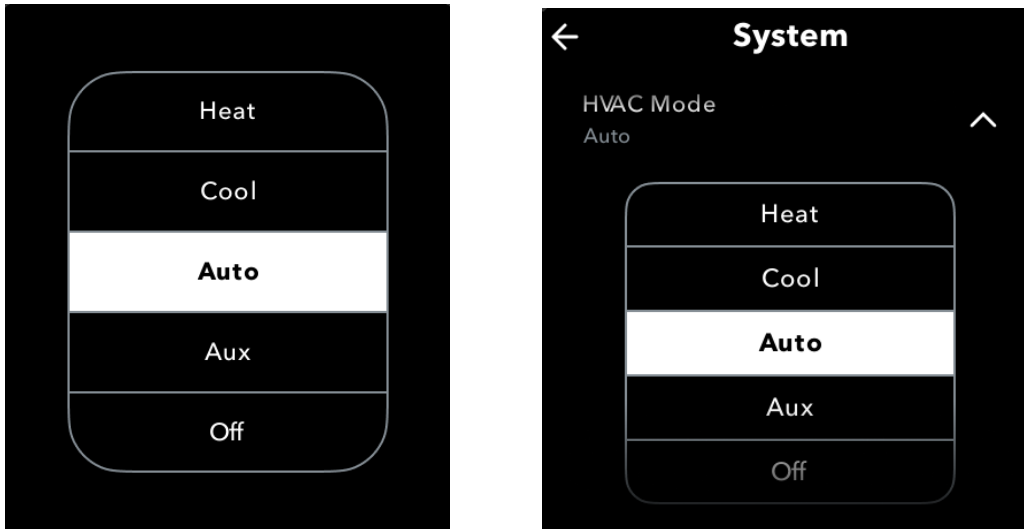 Heat
Cool
Auto
Aux
Off
System
HVAC Mode
Auto
Heat
Cool
Auto
Aux
Off